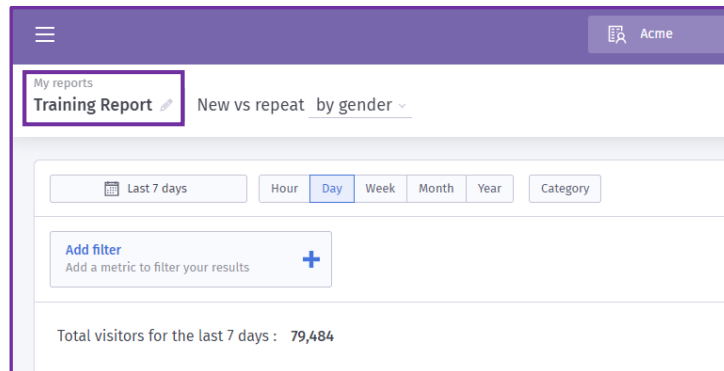 Acme
My reports
Training Report New vs repeat by gender
Last 7 days Hour Day Week Month Year Category
Add filter
Add a metric to filter your results
Total visitors for the last 7 days : 79,484